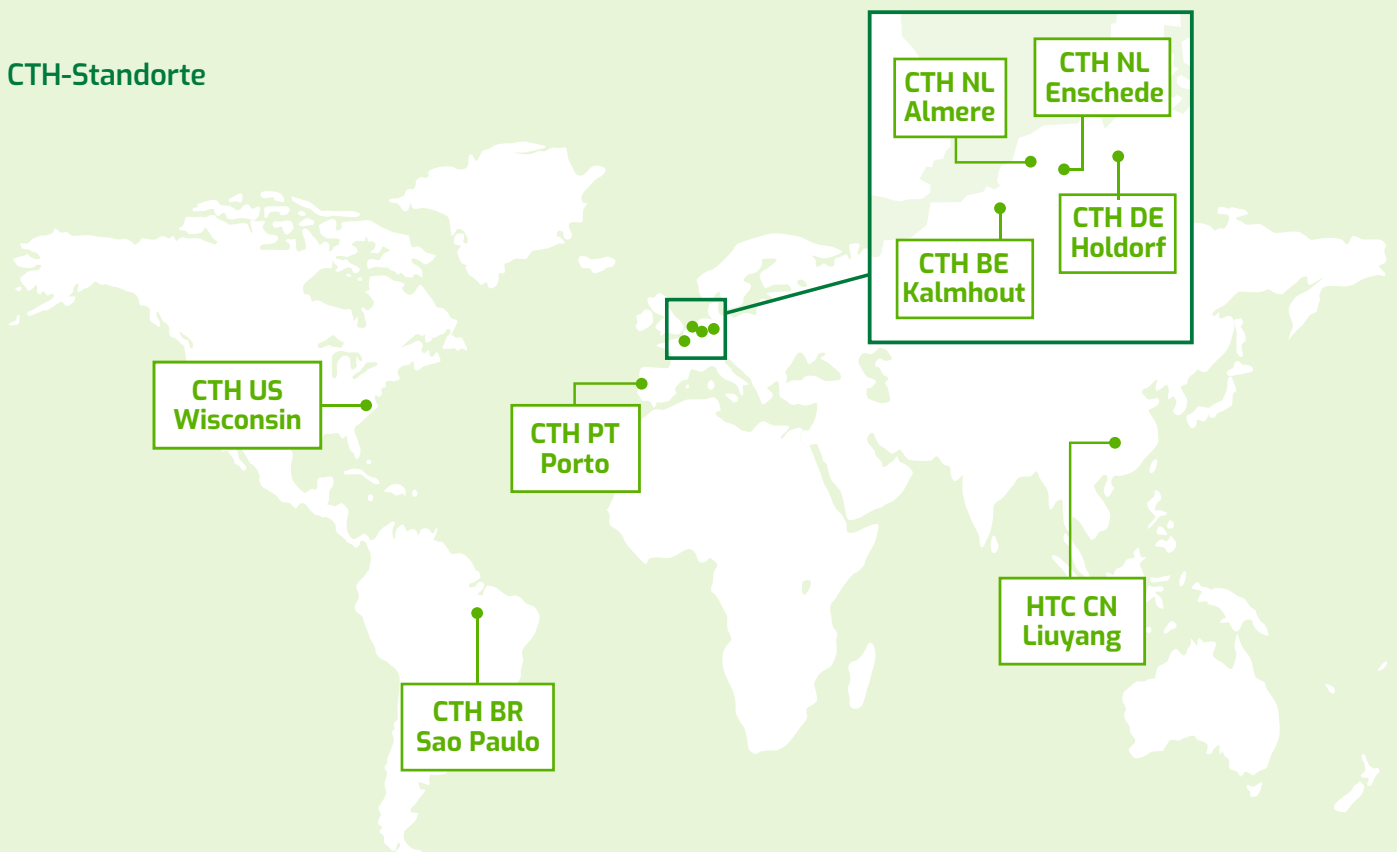 CTH-Standorte
CTH NL
Almere
CTH NL
Enschede
CTH DE
Holdorf
CTH BE
Kalmhout
CTH US
Wisconsin
CTH PT
Porto
HTC CN
Liuyang
CTH BR
Sao Paulo